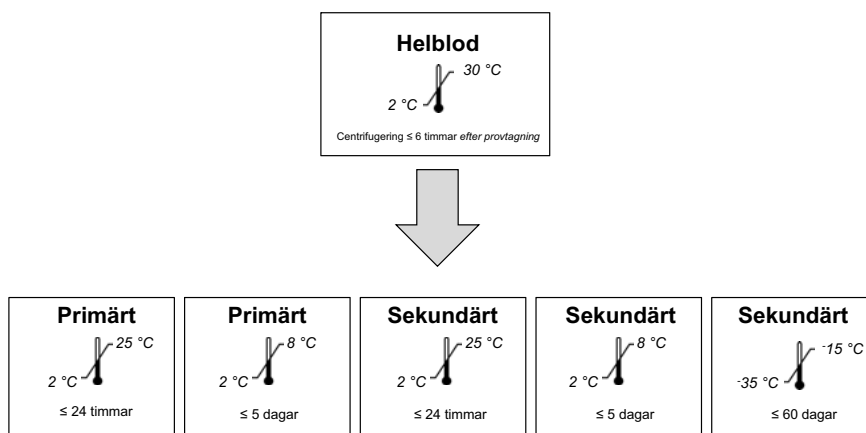 Helblod
30 °C
2 °C
Centrifugering ≤ 6 timmar efter provtagning
Primärt
25 °C
2 °C
≤ 24 timmar
Primärt
8 °C
2 °C
≤ 5 dagar
Sekundärt
25 °C
2 °C
≤ 24 timmar
Sekundärt
8 °C
2 °C
≤ 5 dagar
Sekundärt
-15 °C
-35 °C
≤ 60 dagar